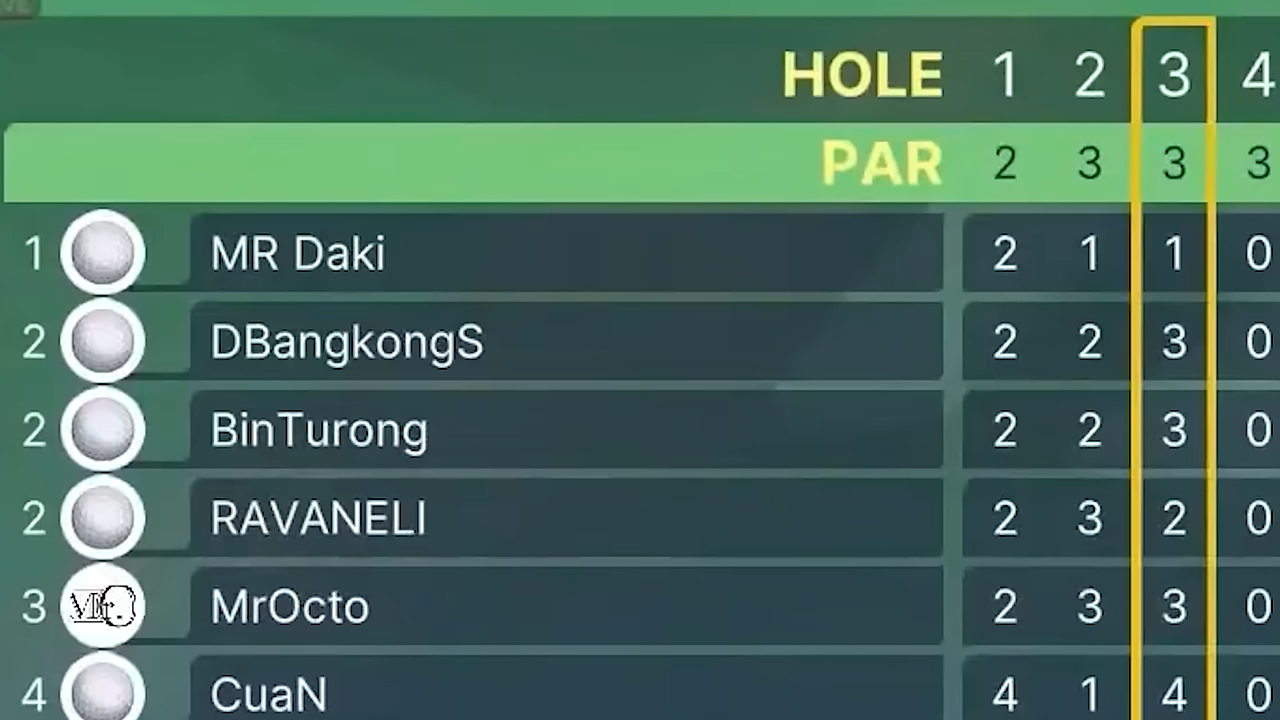 HOLE 1 2 3 4
PAR 2 3 3 3
1 MR Daki 2 1 1 0
2 DBangkongS 2 2 3 0
2 BinTurong 2 2 3 0
2 RAVANELI 2 3 2 0
3 MrOcto 2 3 3 0
4 CuaN 4 1 4 0